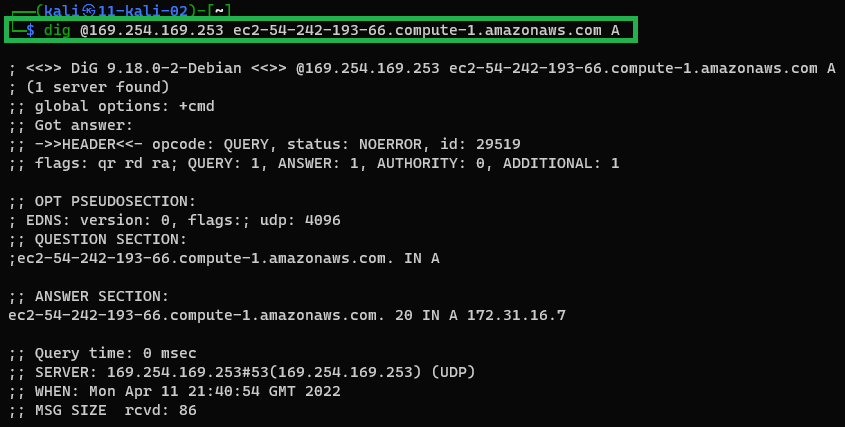 ┌──(kali㉿11-kali-02)-[~]
└─$ dig @169.254.169.253 ec2-54-242-193-66.compute-1.amazonaws.com A
; <<>> DiG 9.18.0-2-Debian <<>> @169.254.169.253 ec2-54-242-193-66.compute-1.amazonaws.com A
; (1 server found)
;; global options: +cmd
;; Got answer:
;; ->>HEADER<<- opcode: QUERY, status: NOERROR, id: 29519
;; flags: qr rd ra; QUERY: 1, ANSWER: 1, AUTHORITY: 0, ADDITIONAL: 1
;; OPT PSEUDOSECTION:
; EDNS: version: 0, flags:; udp: 4096
;; QUESTION SECTION:
;ec2-54-242-193-66.compute-1.amazonaws.com. IN A
;; ANSWER SECTION:
ec2-54-242-193-66.compute-1.amazonaws.com. 20 IN A 172.31.16.7
;; Query time: 0 msec
;; SERVER: 169.254.169.253#53(169.254.169.253) (UDP)
;; WHEN: Mon Apr 11 21:40:54 GMT 2022
;; MSG SIZE  rcvd: 86